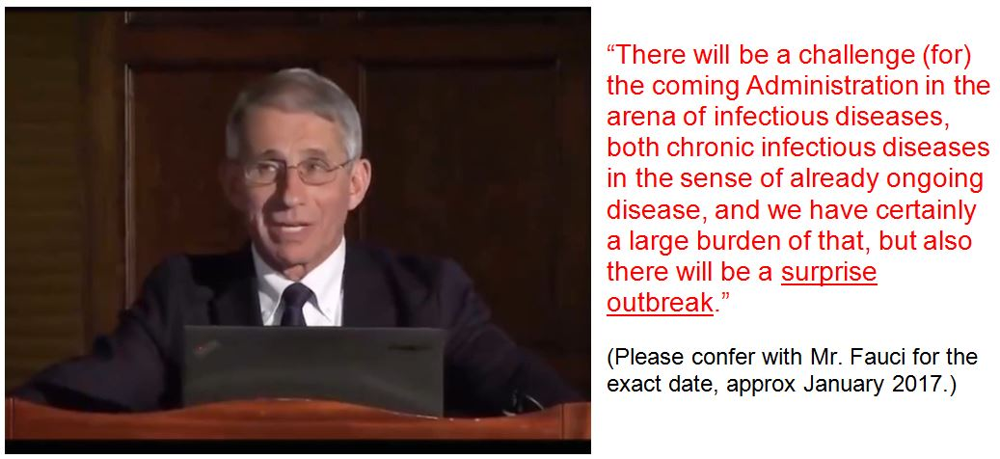 “There will be a challenge (for)
the coming Administration in the
arena of infectious diseases,
both chronic infectious diseases
in the sense of already ongoing
disease, and we have certainly
a large burden of that, but also
there will be a surprise
outbreak.”
(Please confer with Mr. Fauci for the
exact date, approx January 2017.)